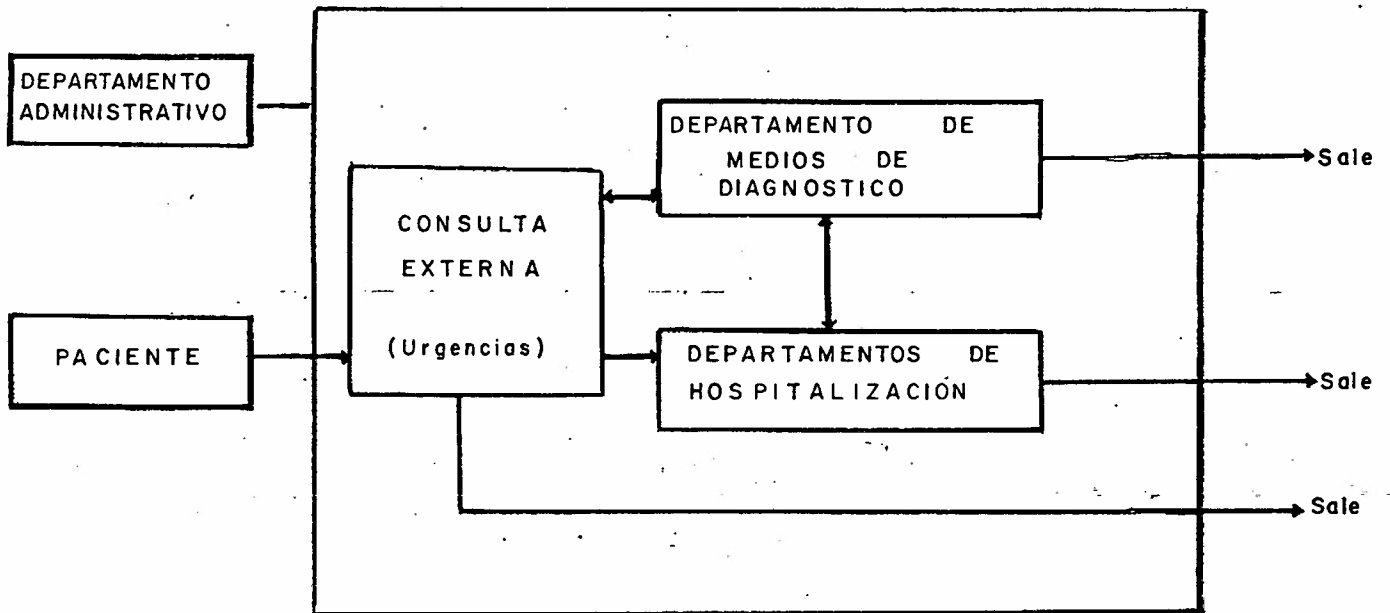 DEPARTAMENTO
ADMINISTRATIVO
DEPARTAMENTO DE
MEDIOS DE
DIAGNOSTICO
Sale
CONSULTA
EXTERNA
(Urgencias)
PACIENTE
DEPARTAMENTOS DE
HOSPITALIZACIÓN
Sale
Sale